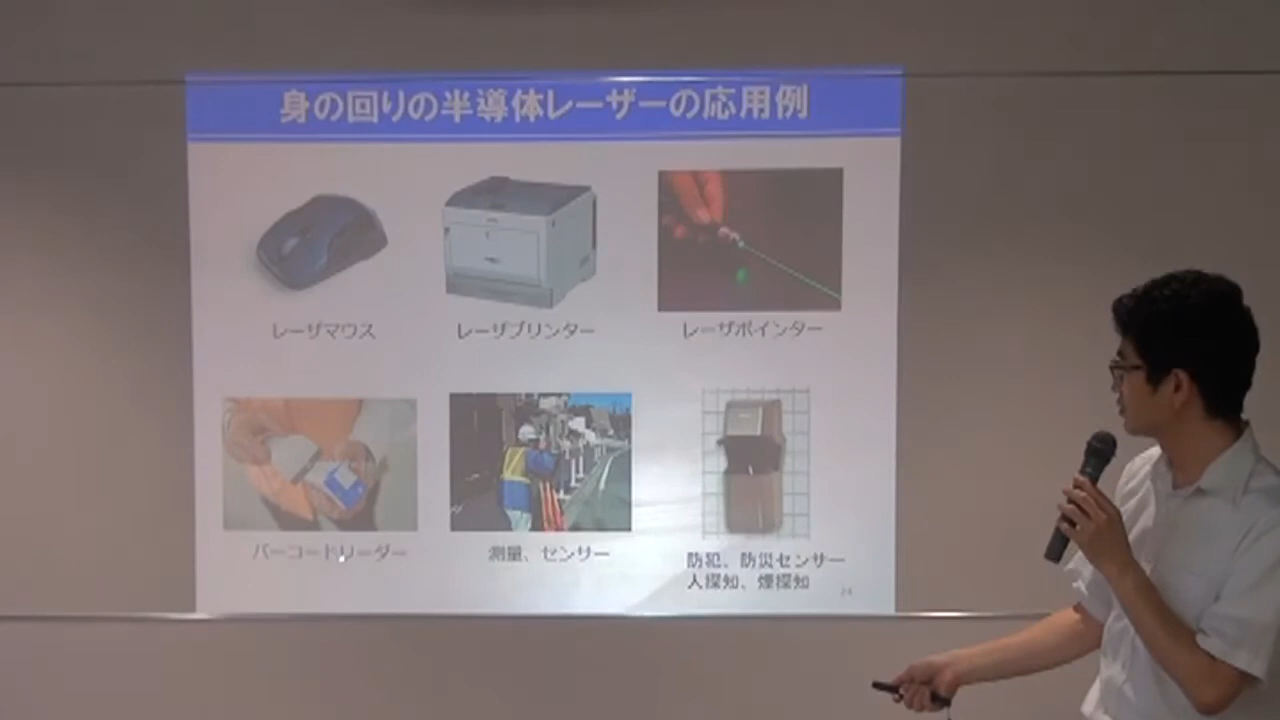 身の回りの半導体レーザーの応用例
レーザマウス
レーザプリンター
レーザポインター
バーコードリーダー
測量、センサー
防犯、防災センサー
人探知、煙探知
24